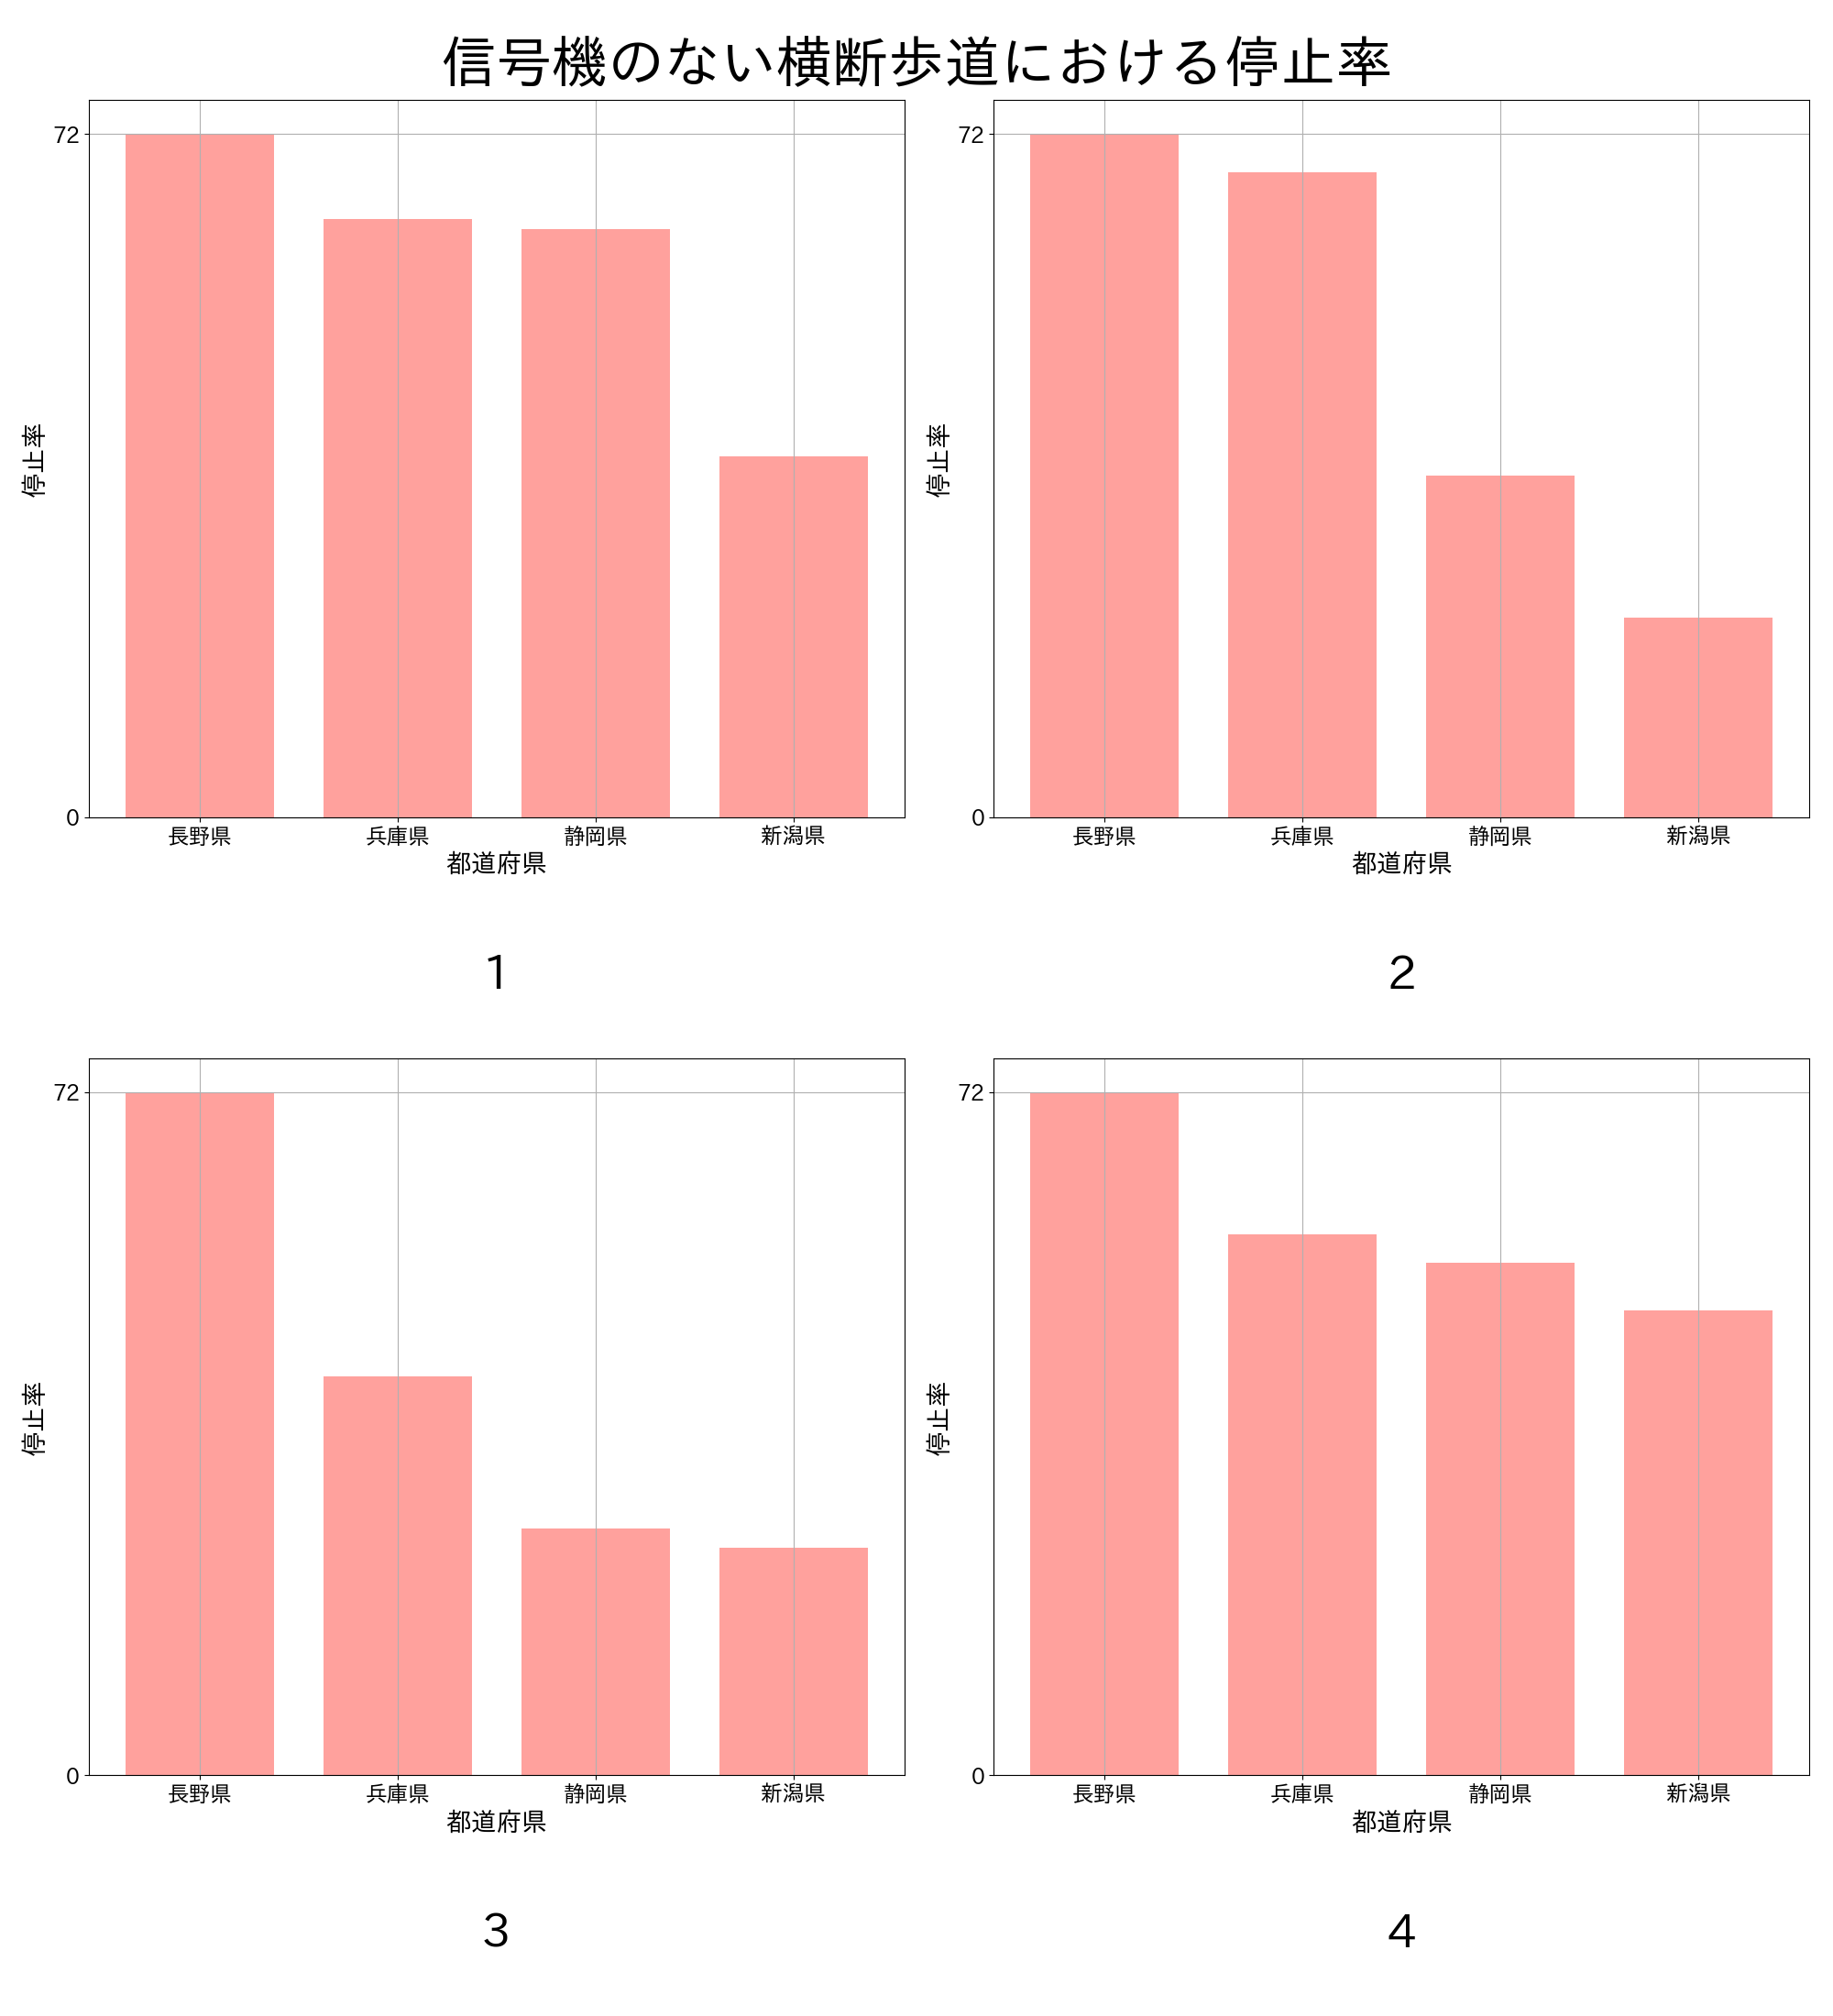 信号機のない横断歩道における停止率
72
0
停止率
長野県 兵庫県 静岡県 新潟県
都道府県
1
72
0
停止率
長野県 兵庫県 静岡県 新潟県
都道府県
2
72
0
停止率
長野県 兵庫県 静岡県 新潟県
都道府県
3
72
0
停止率
長野県 兵庫県 静岡県 新潟県
都道府県
4